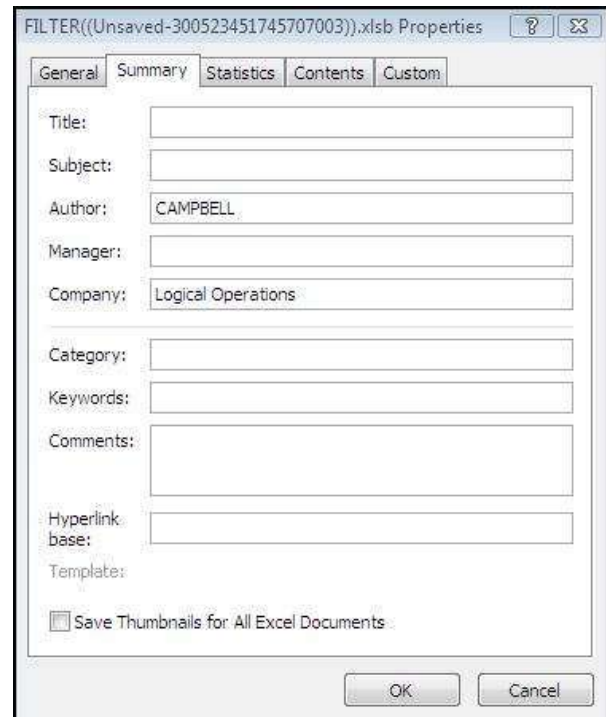 FILTER((Unsaved-300523451745707003)).xlsb Properties
General Summary Statistics Contents Custom
Title:
Subject:
Author: CAMPBELL
Manager:
Company: Logical Operations
Category:
Keywords:
Comments:
Hyperlink
base:
Template:
Save Thumbnails for All Excel Documents
OK Cancel